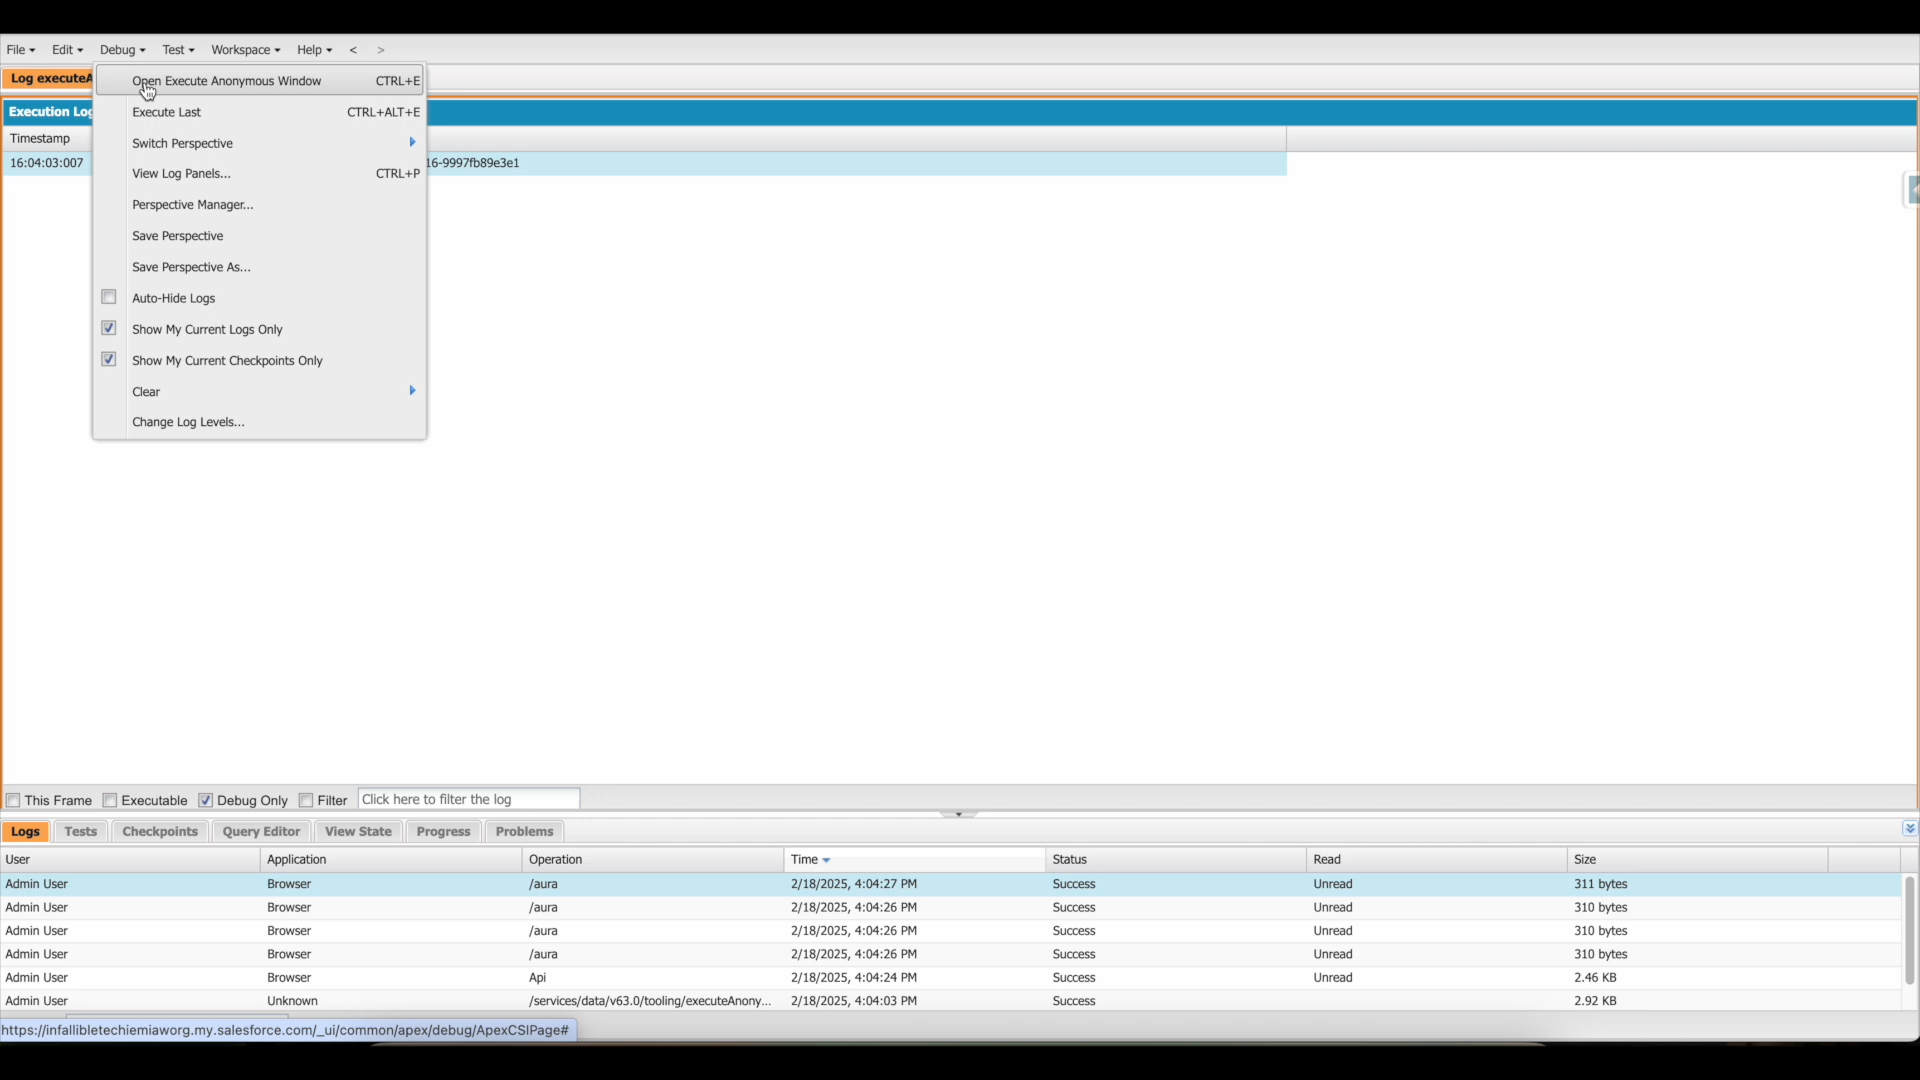 File Edit Debug Test Workspace Help < >
Log executeA
Open Execute Anonymous Window CTRL+E
Execution Log
Execute Last CTRL+ALT+E
Timestamp
Switch Perspective
16:04:03:007 16-9997fb89e3e1
View Log Panels... CTRL+P
Perspective Manager...
Save Perspective
Save Perspective As...
Auto-Hide Logs
Show My Current Logs Only
Show My Current Checkpoints Only
Clear
Change Log Levels...
This Frame Executable Debug Only Filter Click here to filter the log
Logs Tests Checkpoints Query Editor View State Progress Problems
User Application Operation Time Status Read Size
Admin User Browser /aura 2/18/2025, 4:04:27 PM Success Unread 311 bytes
Admin User Browser /aura 2/18/2025, 4:04:26 PM Success Unread 310 bytes
Admin User Browser /aura 2/18/2025, 4:04:26 PM Success Unread 310 bytes
Admin User Browser /aura 2/18/2025, 4:04:26 PM Success Unread 310 bytes
Admin User Browser Api 2/18/2025, 4:04:24 PM Success Unread 2.46 KB
Admin User Unknown /services/data/v63.0/tooling/executeAnony... 2/18/2025, 4:04:03 PM Success 2.92 KB
https://infallibletechiemiaworg.my.salesforce.com/_ui/common/apex/debug/ApexCSIPage#